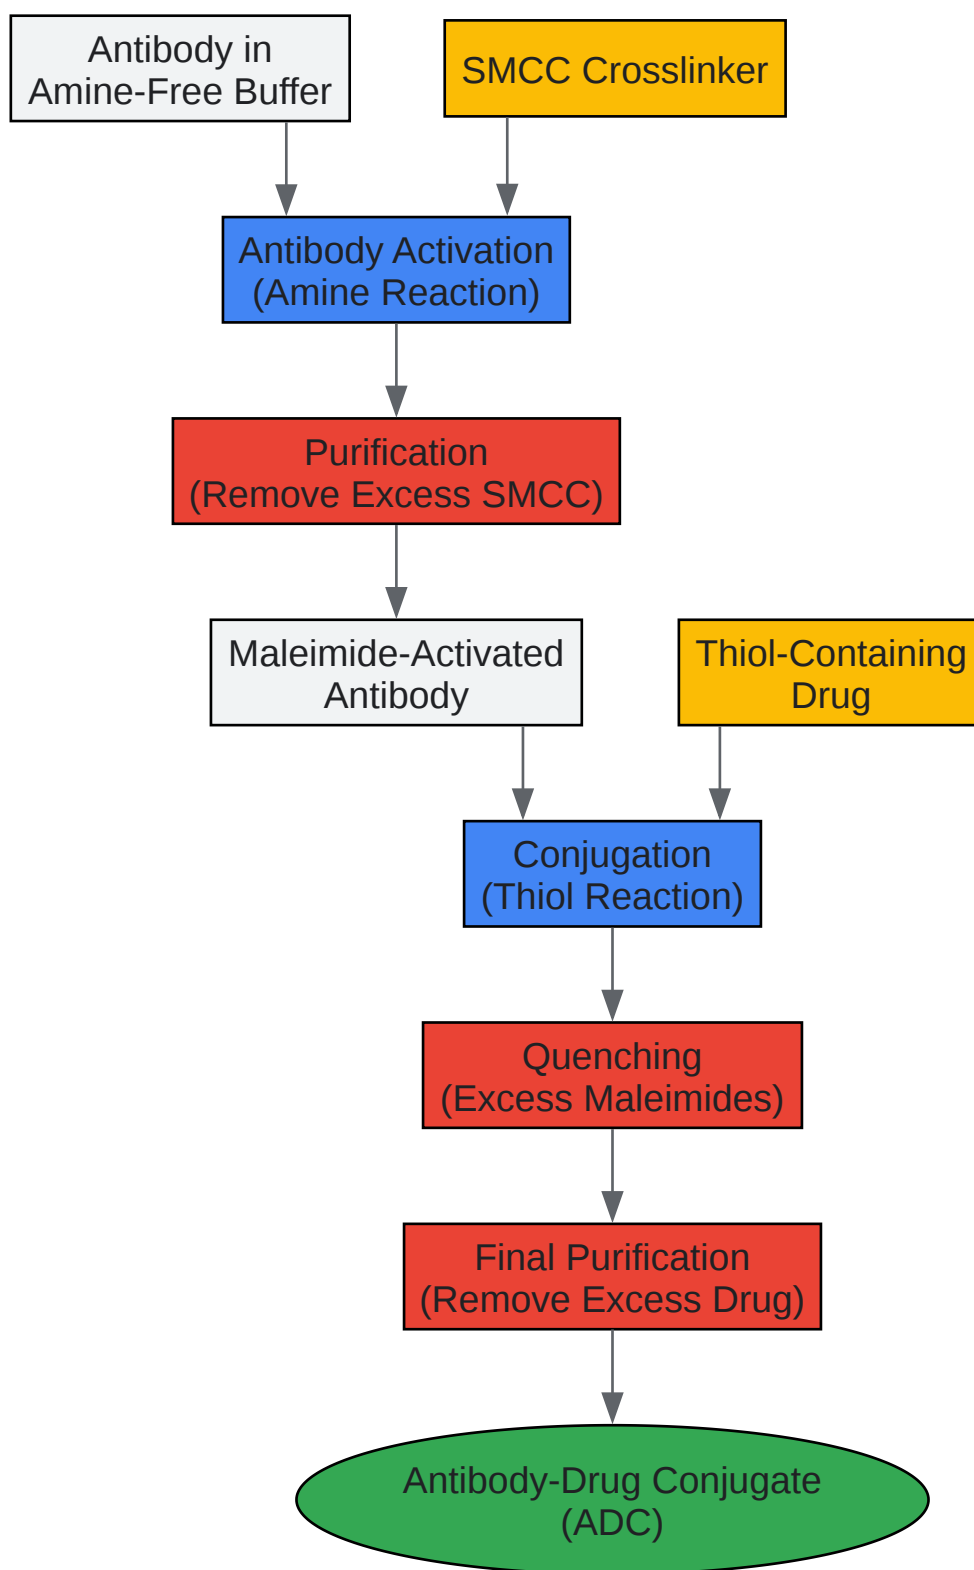 Antibody in
Amine-Free Buffer
SMCC Crosslinker
Antibody Activation
(Amine Reaction)
Purification
(Remove Excess SMCC)
Maleimide-Activated
Antibody
Thiol-Containing
Drug
Conjugation
(Thiol Reaction)
Quenching
(Excess Maleimides)
Final Purification
(Remove Excess Drug)
Antibody-Drug Conjugate
(ADC)